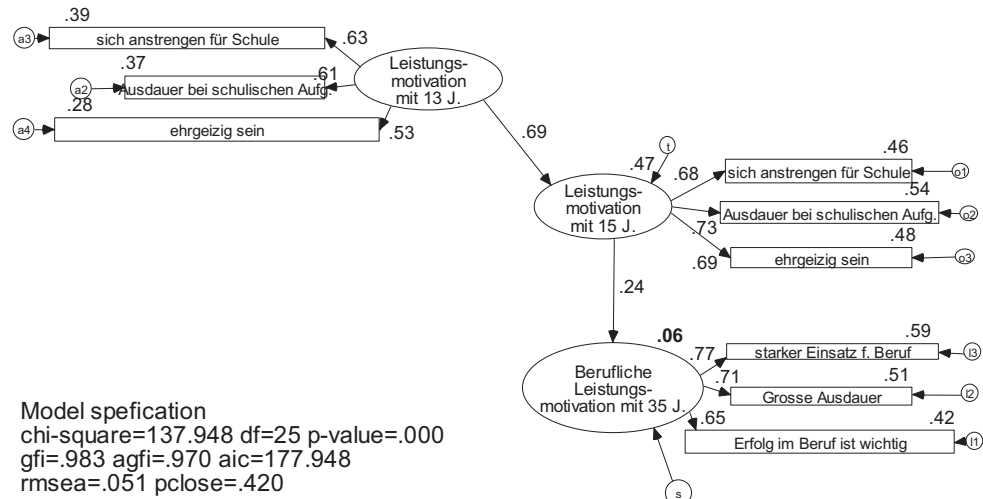 .39
a3
sich anstrengen für Schule
.63
Leistungs-
motivation
mit 13 J.
.37
a2
Ausdauer bei schulischen Aufg.
.61
.28
a4
ehrgeizig sein
.53
.69
t
.47
Leistungs-
motivation
mit 15 J.
.68
.46
sich anstrengen für Schule
o1
.54
Ausdauer bei schulischen Aufg.
o2
.73
.48
ehrgeizig sein
o3
.69
.24
.06
Berufliche
Leistungs-
motivation mit 35 J.
.77
.59
starker Einsatz f. Beruf
l3
.71
.51
Grosse Ausdauer
l2
.65
.42
Erfolg im Beruf ist wichtig
l1
s
Model spefication
chi-square=137.948 df=25 p-value=.000
gfi=.983 agfi=.970 aic=177.948
rmsea=.051 pclose=.420